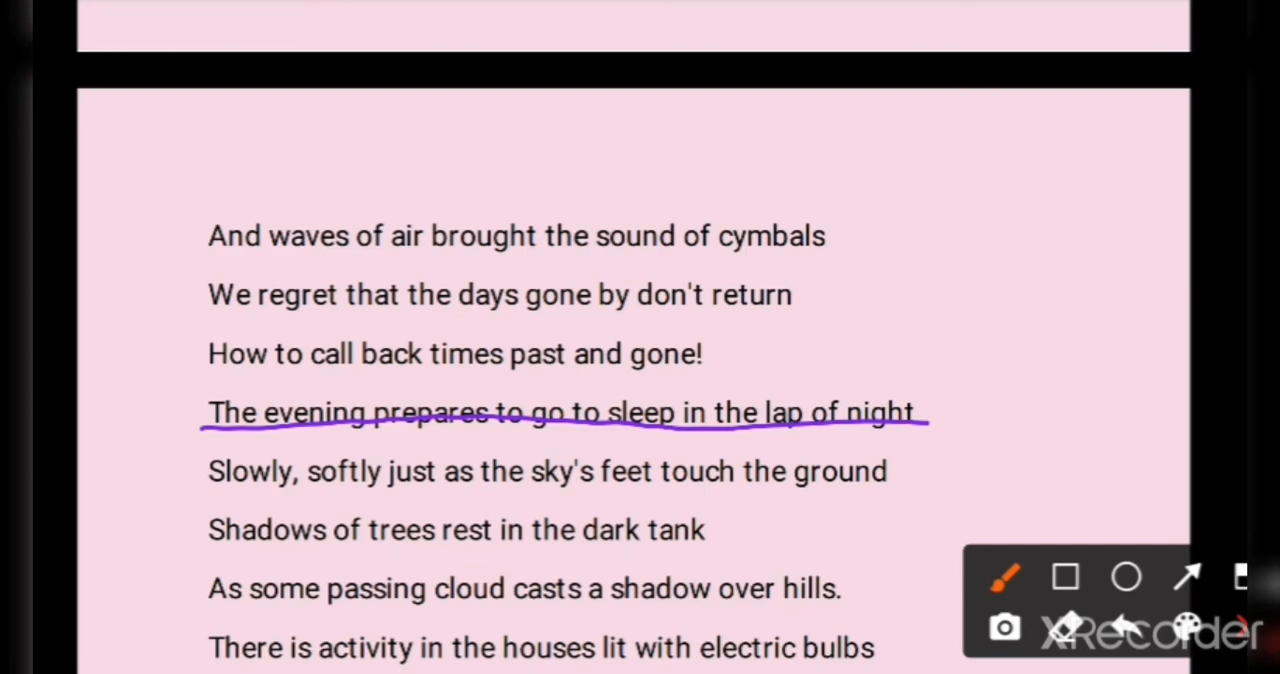 And waves of air brought the sound of cymbals
We regret that the days gone by don't return
How to call back times past and gone!
The evening prepares to go to sleep in the lap of night
Slowly, softly just as the sky's feet touch the ground
Shadows of trees rest in the dark tank
As some passing cloud casts a shadow over hills.
There is activity in the houses lit with electric bulbs
XRecorder